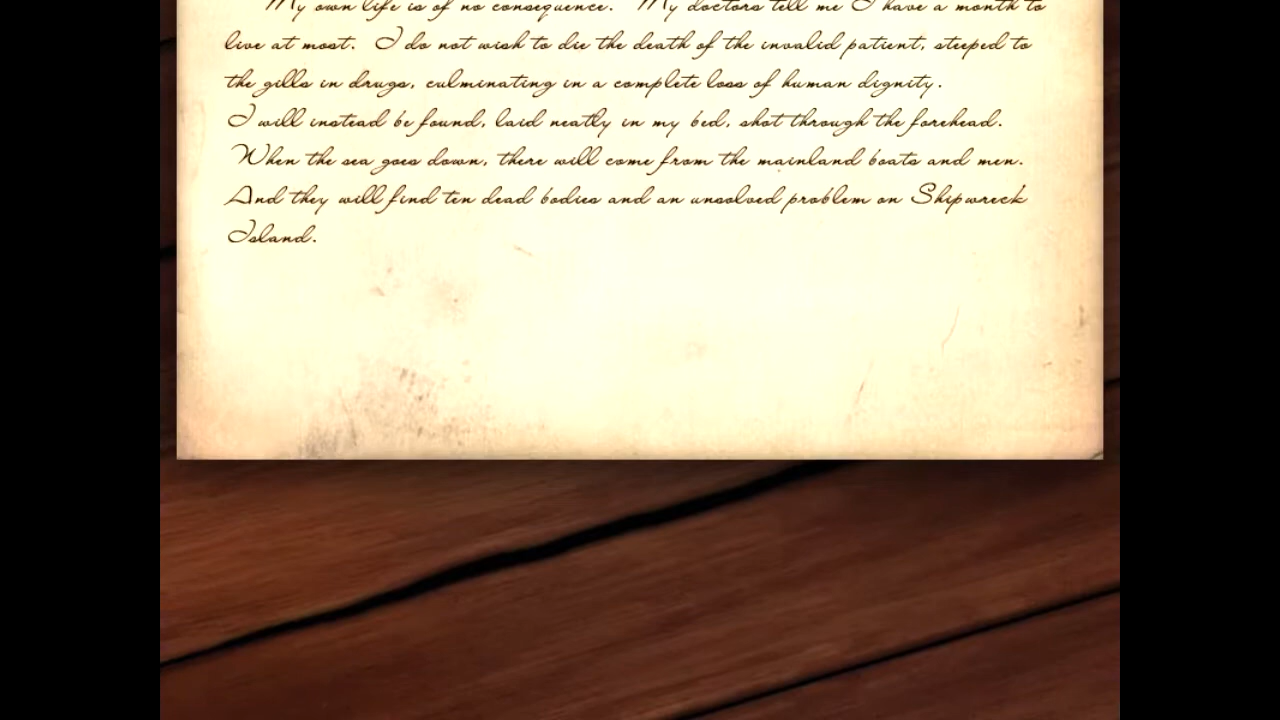 My own life is of no consequence. My doctors tell me I have a month to
live at most. I do not wish to die the death of the invalid patient, steeped to
the gills in drugs, culminating in a complete loss of human dignity.
I will instead be found, laid neatly in my bed, shot through the forehead.
When the sea goes down, there will come from the mainland boats and men.
And they will find ten dead bodies and an unsolved problem on Shipwreck
Island.